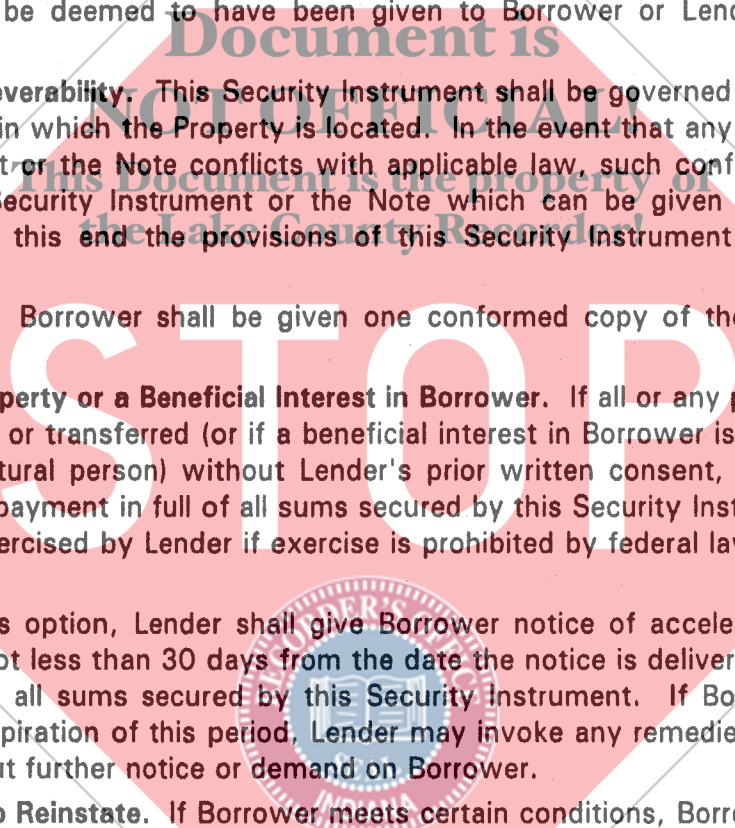 be deemed to have been given to Borrower or Lend
Document is
verability. This Security Instrument shall be governed
NOT OFFICIAL!
in which the Property is located. In the event that any
t or the Note conflicts with applicable law, such conf
This Document is the property of
Security Instrument or the Note which can be given
the Lake County Recorder!
this end the provisions of this Security Instrument
Borrower shall be given one conformed copy of the
STOP
perty or a Beneficial Interest in Borrower. If all or any p
or transferred (or if a beneficial interest in Borrower is
tural person) without Lender's prior written consent,
payment in full of all sums secured by this Security Inst
ercised by Lender if exercise is prohibited by federal la
s option, Lender shall give Borrower notice of accele
RECORDER'S OFFICE
ot less than 30 days from the date the notice is deliver
all sums secured by this Security Instrument. If Bo
piration of this period, Lender may invoke any remedie
SEAL
ut further notice or demand on Borrower.
INDIANA
o Reinstate. If Borrower meets certain conditions, Borr